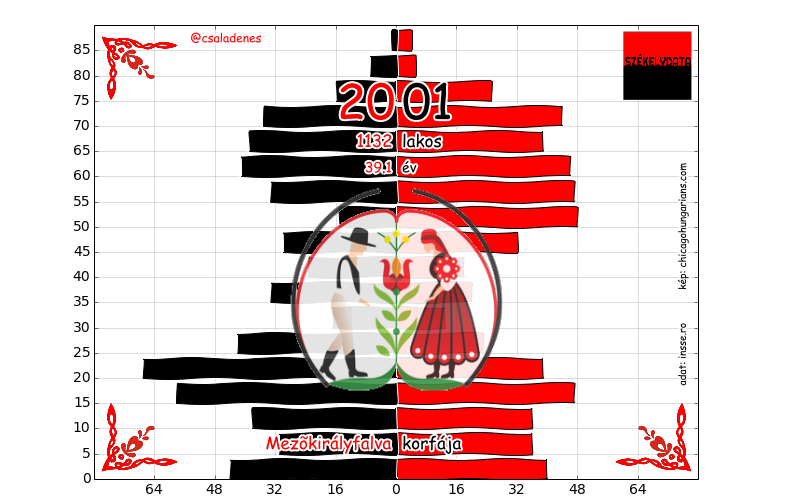 @csaladenes
SZÉKELYDATA
2001
1132 lakos
39.1 év
kép: chicagohungarians.com
adat: insse.ro
Mezőkirályfalva korfája
85
80
75
70
65
60
55
50
45
40
35
30
25
20
15
10
5
0
64 48 32 16 0 16 32 48 64